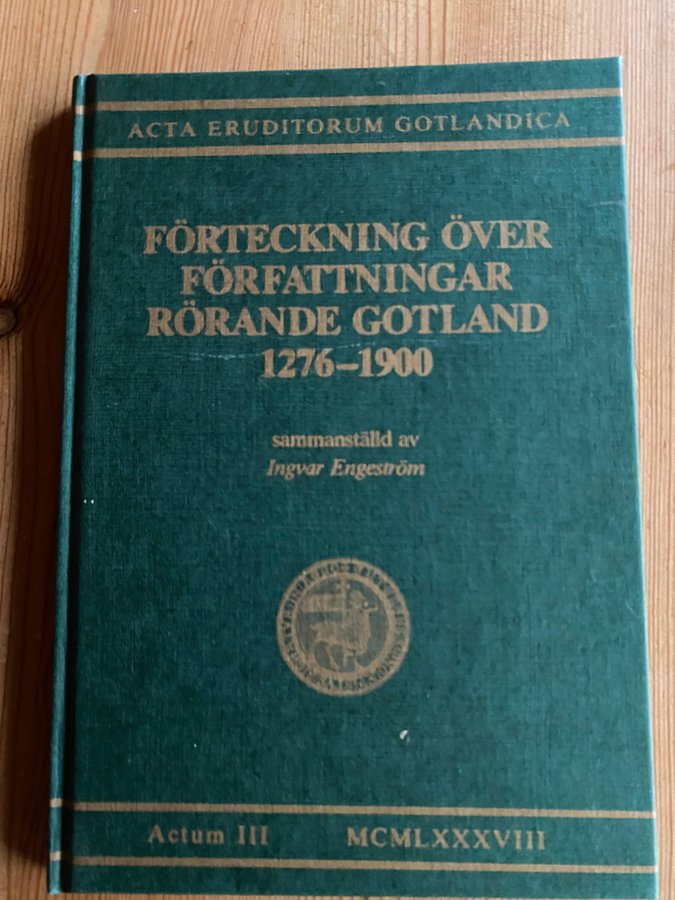 ACTA ERUDITORUM GOTLANDICA
FÖRTECKNING ÖVER
FÖRFATTNINGAR
RÖRANDE GOTLAND
1276–1900
sammanställd av
Ingvar Engeström
Actum III MCMLXXXVIII